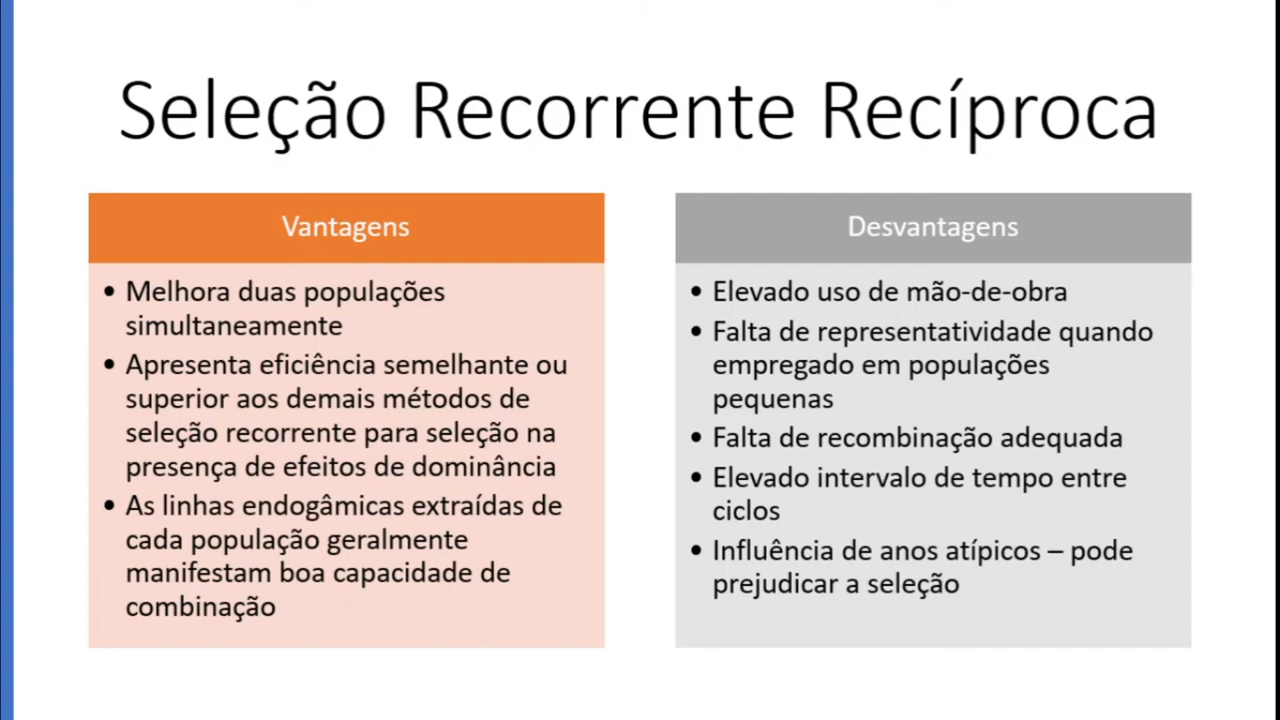 Seleção Recorrente Recíproca
Vantagens
• Melhora duas populações
simultaneamente
• Apresenta eficiência semelhante ou
superior aos demais métodos de
seleção recorrente para seleção na
presença de efeitos de dominância
• As linhas endogâmicas extraídas de
cada população geralmente
manifestam boa capacidade de
combinação
Desvantagens
• Elevado uso de mão-de-obra
• Falta de representatividade quando
empregado em populações
pequenas
• Falta de recombinação adequada
• Elevado intervalo de tempo entre
ciclos
• Influência de anos atípicos – pode
prejudicar a seleção